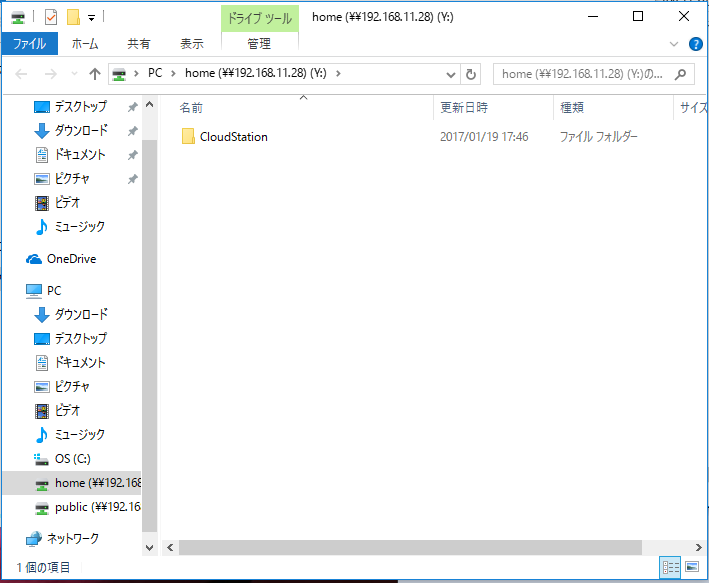 ドライブ ツール
home (¥¥192.168.11.28) (Y:)
ファイル ホーム 共有 表示 管理
PC home (¥¥192.168.11.28) (Y:)
home (¥¥192.168.11.28) (Y:)の...
名前 更新日時 種類 サイズ
CloudStation 2017/01/19 17:46 ファイル フォルダー
デスクトップ
ダウンロード
ドキュメント
ピクチャ
ビデオ
ミュージック
OneDrive
PC
ダウンロード
デスクトップ
ドキュメント
ピクチャ
ビデオ
ミュージック
OS (C:)
home (¥¥192.168
public (¥¥192.16
ネットワーク
1 個の項目